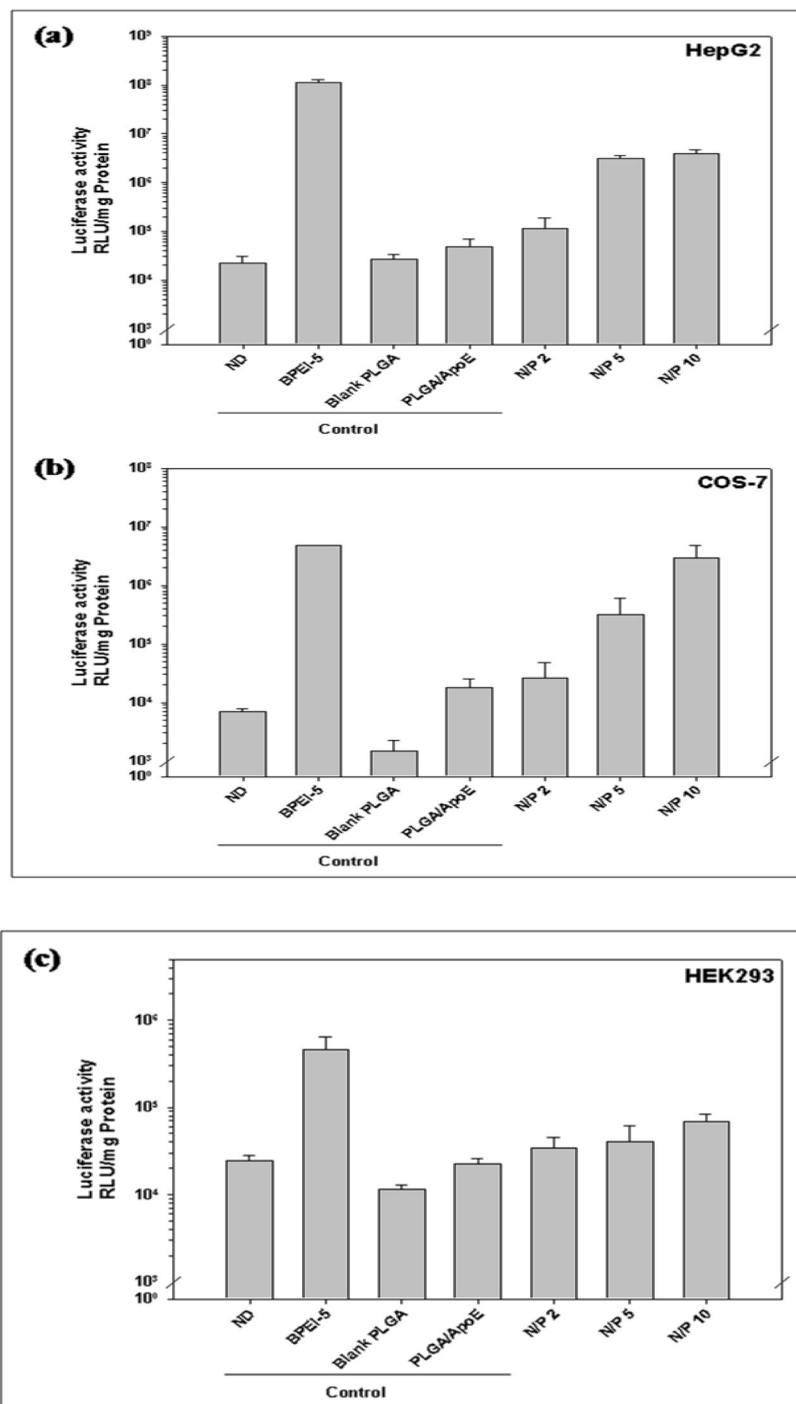 (a)
HepG2
Luciferase activity
RLU/mg Protein
10⁹
10⁸
10⁷
10⁶
10⁵
10⁴
10³
10⁰
ND
BPEI-5
Blank PLGA
PLGA/ApoE
N/P 2
N/P 5
N/P 10
Control
(b)
COS-7
Luciferase activity
RLU/mg Protein
10⁸
10⁷
10⁶
10⁵
10⁴
10³
10⁰
ND
BPEI-5
Blank PLGA
PLGA/ApoE
N/P 2
N/P 5
N/P 10
Control
(c)
HEK293
Luciferase activity
RLU/mg Protein
10⁶
10⁵
10⁴
10³
10⁰
ND
BPEI-5
Blank PLGA
PLGA/ApoE
N/P 2
N/P 5
N/P 10
Control